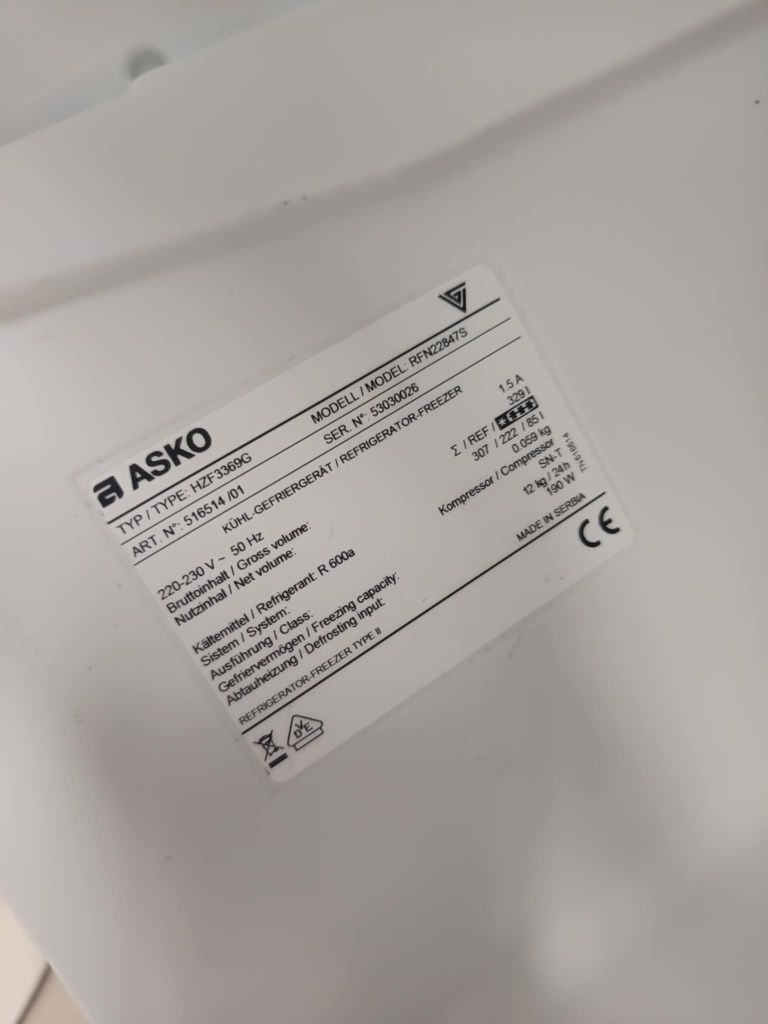 ASKO
TYP / TYPE: HZF3369G MODELL / MODEL: RFN22847S
ART. N°: 516514 /01 SER. N°: 53030026
KÜHL-GEFRIERGERÄT / REFRIGERATOR-FREEZER
220-230 V ~ 50 Hz 1.5 A
Bruttoinhalt / Gross volume: 329 l
Nutzinhal / Net volume: Σ / REF / **** 307 / 222 / 85 l
Kältemittel / Refrigerant: R 600a 0.059 kg
Sistem / System: Kompressor / Compressor
Ausführung / Class: SN-T
Gefriervermögen / Freezing capacity: 12 kg / 24h
Abtauheizung / Defrosting input: 190 W
REFRIGERATOR-FREEZER TYPE II MADE IN SERBIA
VDE
CE